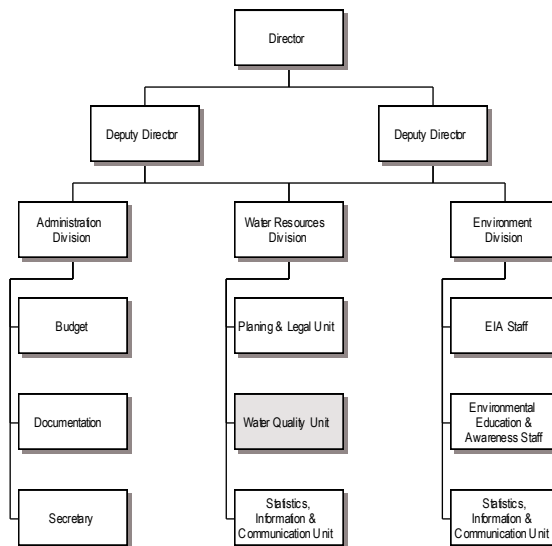 Director
Deputy Director
Deputy Director
Administration
Division
Water Resources
Division
Environment
Division
Budget
Planing & Legal Unit
EIA Staff
Documentation
Water Quality Unit
Environmental
Education &
Awareness Staff
Secretary
Statistics,
Information &
Communication Unit
Statistics,
Information &
Communication Unit